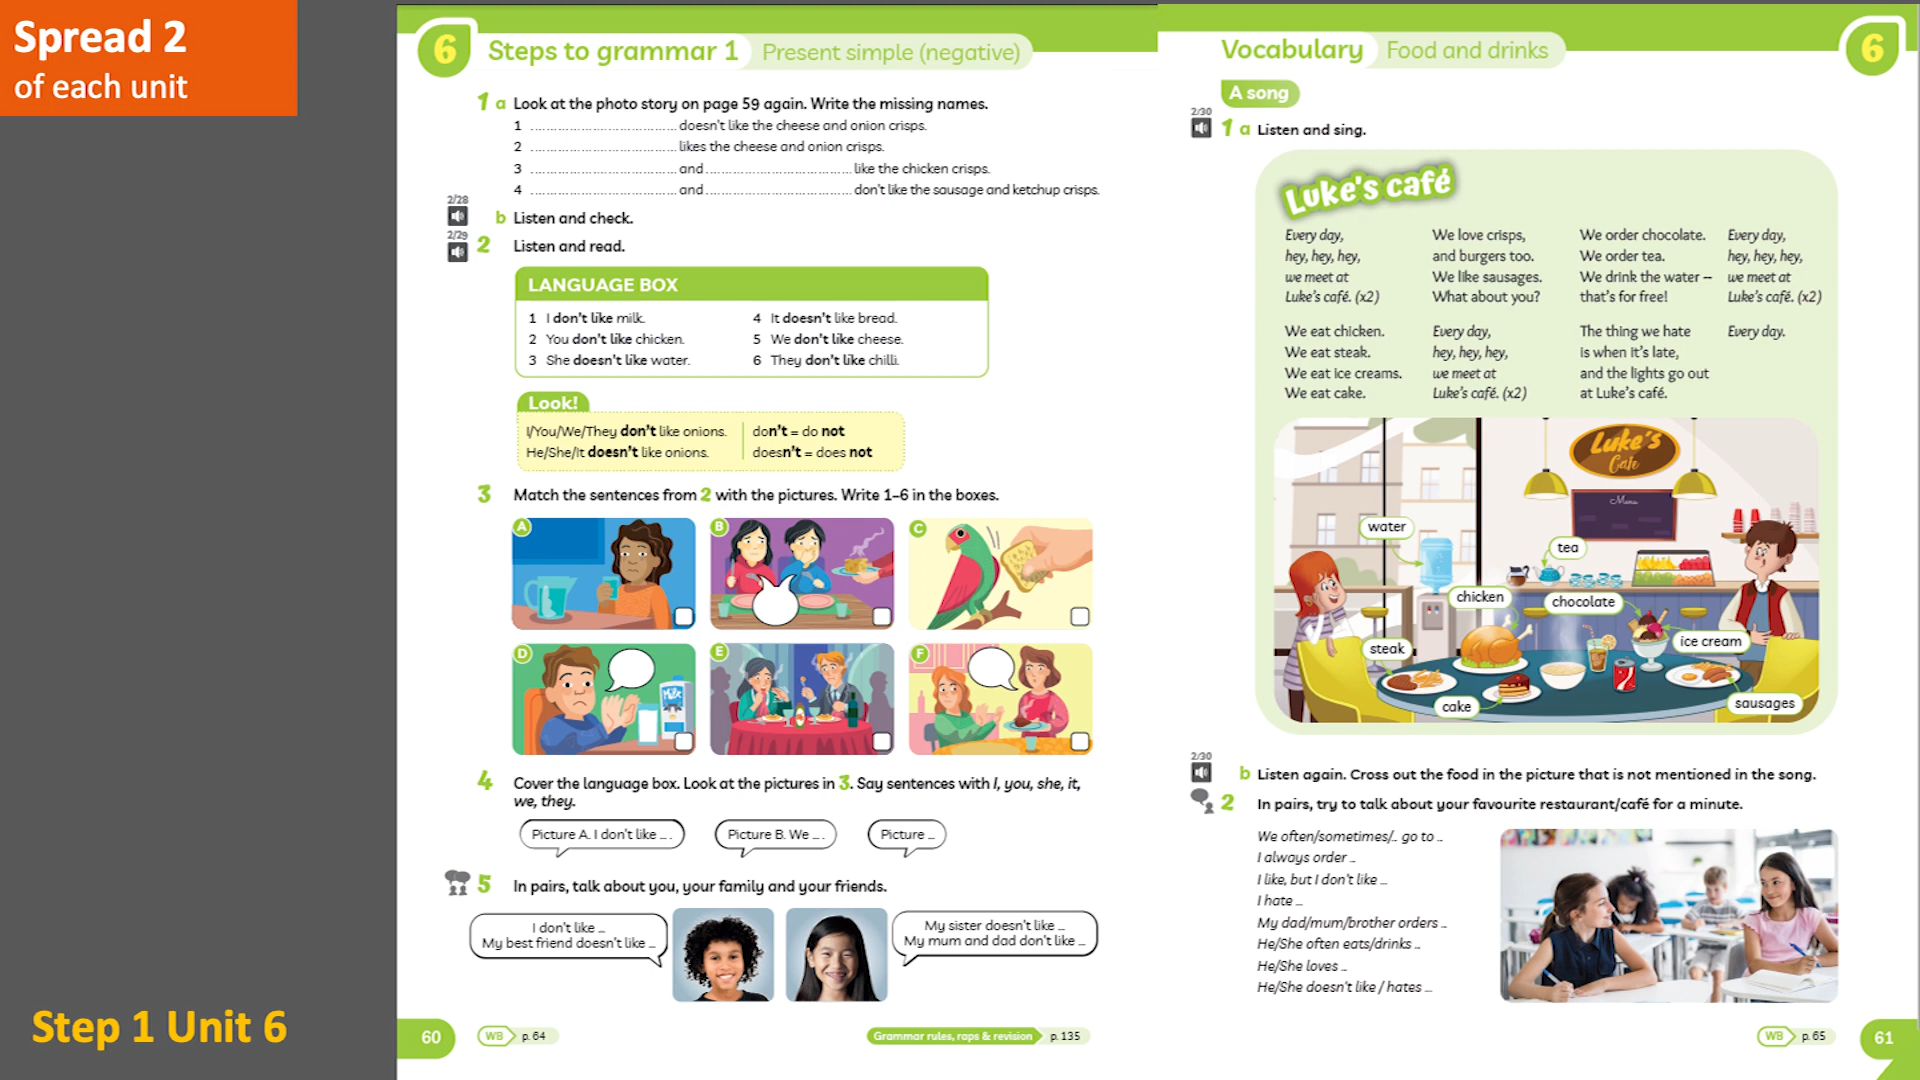 Spread 2
of each unit
Step 1 Unit 6
6
Steps to grammar 1 Present simple (negative)
1 a Look at the photo story on page 59 again. Write the missing names.
1 ........................................ doesn't like the cheese and onion crisps.
2 ........................................ likes the cheese and onion crisps.
3 ........................................ and ........................................ like the chicken crisps.
4 ........................................ and ........................................ don't like the sausage and ketchup crisps.
2/28
b Listen and check.
2/29
2 Listen and read.
LANGUAGE BOX
1 I don't like milk.
2 You don't like chicken.
3 She doesn't like water.
4 It doesn't like bread.
5 We don't like cheese.
6 They don't like chilli.
Look!
I/You/We/They don't like onions.
He/She/It doesn't like onions.
don't = do not
doesn't = does not
3 Match the sentences from 2 with the pictures. Write 1–6 in the boxes.
A
B
C
D
Milk
E
F
4 Cover the language box. Look at the pictures in 3. Say sentences with I, you, she, it,
we, they.
Picture A. I don't like ... .
Picture B. We ... .
Picture ...
5 In pairs, talk about you, your family and your friends.
I don't like ...
My best friend doesn't like ...
My sister doesn't like ...
My mum and dad don't like ...
60
WB p. 64
Grammar rules, raps & revision p. 135
Vocabulary Food and drinks
6
A song
2/30
1 a Listen and sing.
Luke's café
Every day,
hey, hey, hey,
we meet at
Luke's café. (x2)
We eat chicken.
We eat steak.
We eat ice creams.
We eat cake.
We love crisps,
and burgers too.
We like sausages.
What about you?
Every day,
hey, hey, hey,
we meet at
Luke's café. (x2)
We order chocolate.
We order tea.
We drink the water –
that's for free!
The thing we hate
is when it's late,
and the lights go out
at Luke's café.
Every day,
hey, hey, hey,
we meet at
Luke's café. (x2)
Every day.
Luke's
Cafe
Menu
water
tea
chicken
chocolate
steak
ice cream
cake
sausages
2/30
b Listen again. Cross out the food in the picture that is not mentioned in the song.
2 In pairs, try to talk about your favourite restaurant/café for a minute.
We often/sometimes/... go to ...
I always order ...
I like, but I don't like ...
I hate ...
My dad/mum/brother orders ...
He/She often eats/drinks ...
He/She loves ...
He/She doesn't like / hates ...
WB p. 65
61